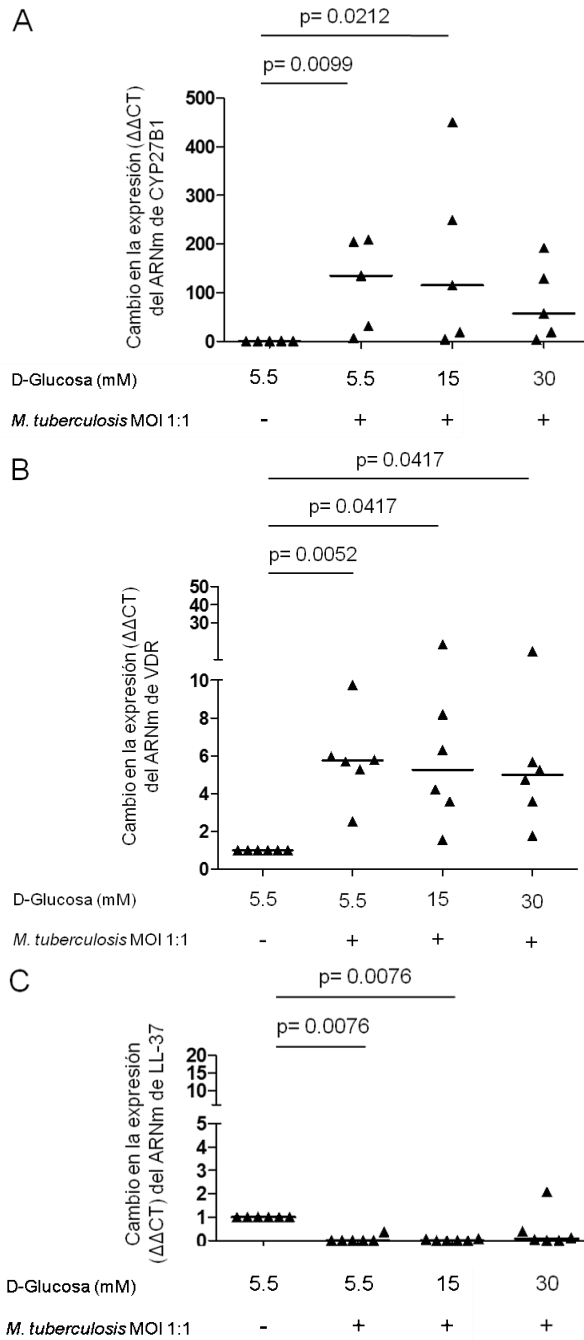 A
p= 0.0212
p= 0.0099
Cambio en la expresión (ΔΔCT)
del ARNm de CYP27B1
500
400
300
200
100
0
D-Glucosa (mM) 5.5 5.5 15 30
M. tuberculosis MOI 1:1 - + + +
B
p= 0.0417
p= 0.0417
p= 0.0052
Cambio en la expresión (ΔΔCT)
del ARNm de VDR
50
40
30
10
8
6
4
2
0
D-Glucosa (mM) 5.5 5.5 15 30
M. tuberculosis MOI 1:1 - + + +
C
p= 0.0076
p= 0.0076
Cambio en la expresión
(ΔΔCT) del ARNm de LL-37
20
15
10
5
4
3
2
1
0
D-Glucosa (mM) 5.5 5.5 15 30
M. tuberculosis MOI 1:1 - + + +